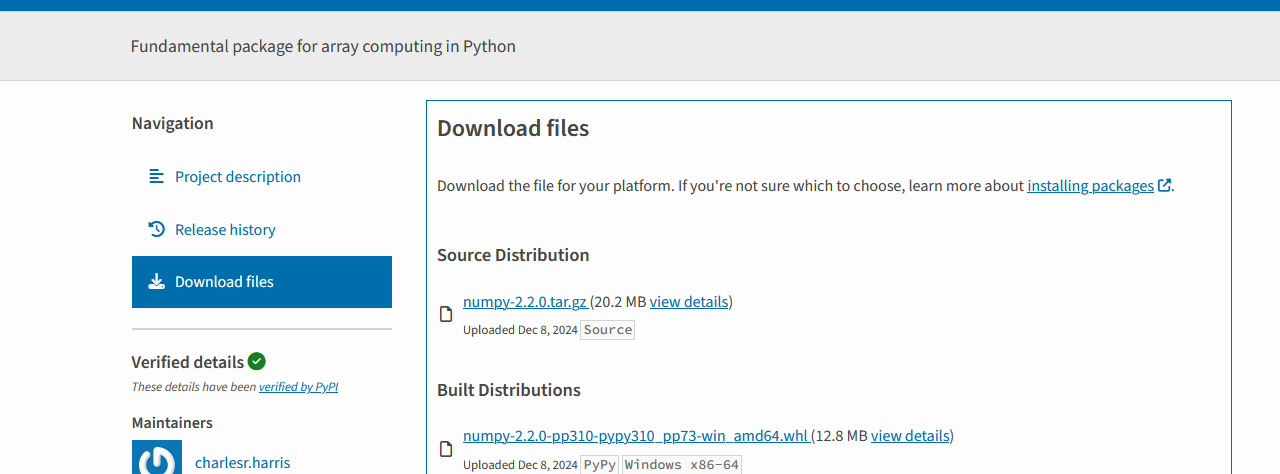 Fundamental package for array computing in Python
Navigation
Project description
Release history
Download files
Verified details
These details have been verified by PyPI
Maintainers
charlesr.harris
Download files
Download the file for your platform. If you're not sure which to choose, learn more about installing packages.
Source Distribution
numpy-2.2.0.tar.gz (20.2 MB view details)
Uploaded Dec 8, 2024 Source
Built Distributions
numpy-2.2.0-pp310-pypy310_pp73-win_amd64.whl (12.8 MB view details)
Uploaded Dec 8, 2024 PyPy Windows x86-64